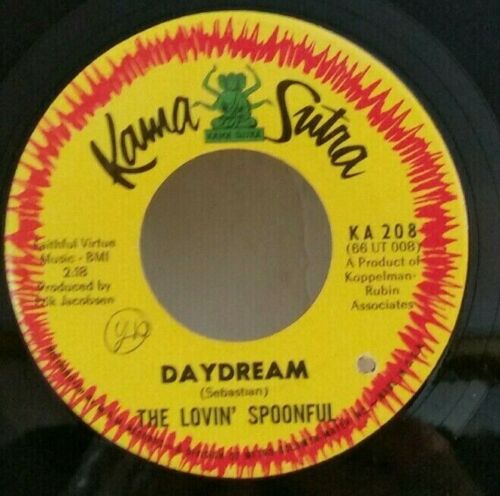 Kama Sutra
KAMA SUTRA
KA 208
(66 UT 008)
A Product of
Koppelman-
Rubin
Associates
Faithful Virtue
Music - BMI
2:18
Produced by
Erik Jacobsen
DAYDREAM
(Sebastian)
THE LOVIN' SPOONFUL